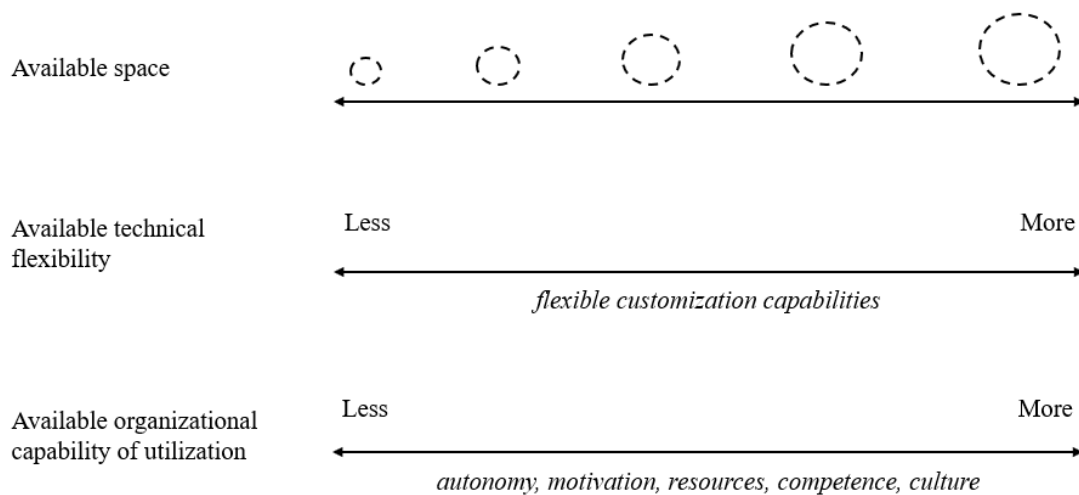 Available space
Available technical
flexibility
Less
More
flexible customization capabilities
Available organizational
capability of utilization
Less
More
autonomy, motivation, resources, competence, culture